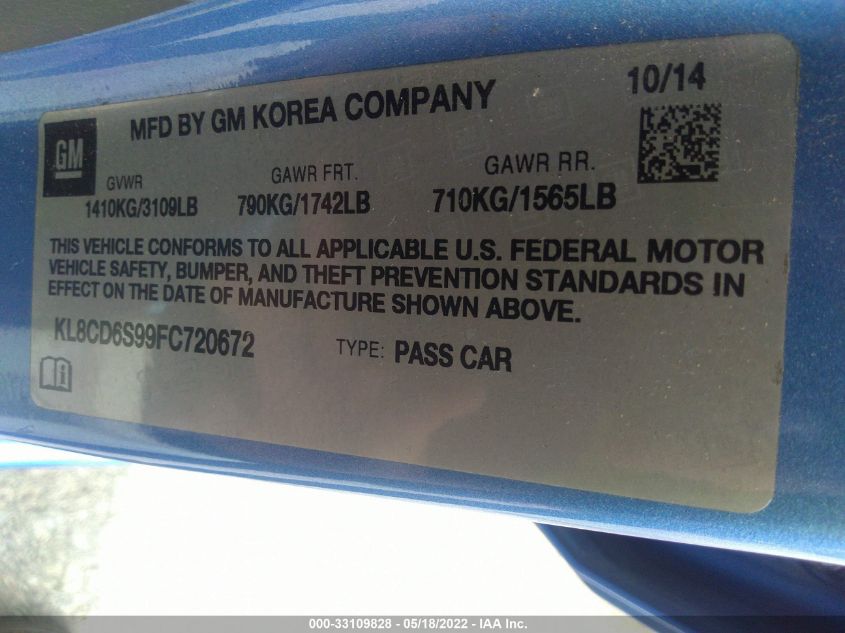 MFD BY GM KOREA COMPANY 10/14
GM
GVWR GAWR FRT. GAWR RR.
1410KG/3109LB 790KG/1742LB 710KG/1565LB
THIS VEHICLE CONFORMS TO ALL APPLICABLE U.S. FEDERAL MOTOR
VEHICLE SAFETY, BUMPER, AND THEFT PREVENTION STANDARDS IN
EFFECT ON THE DATE OF MANUFACTURE SHOWN ABOVE.
KL8CD6S99FC720672 TYPE: PASS CAR
000-33109828 - 05/18/2022 - IAA Inc.